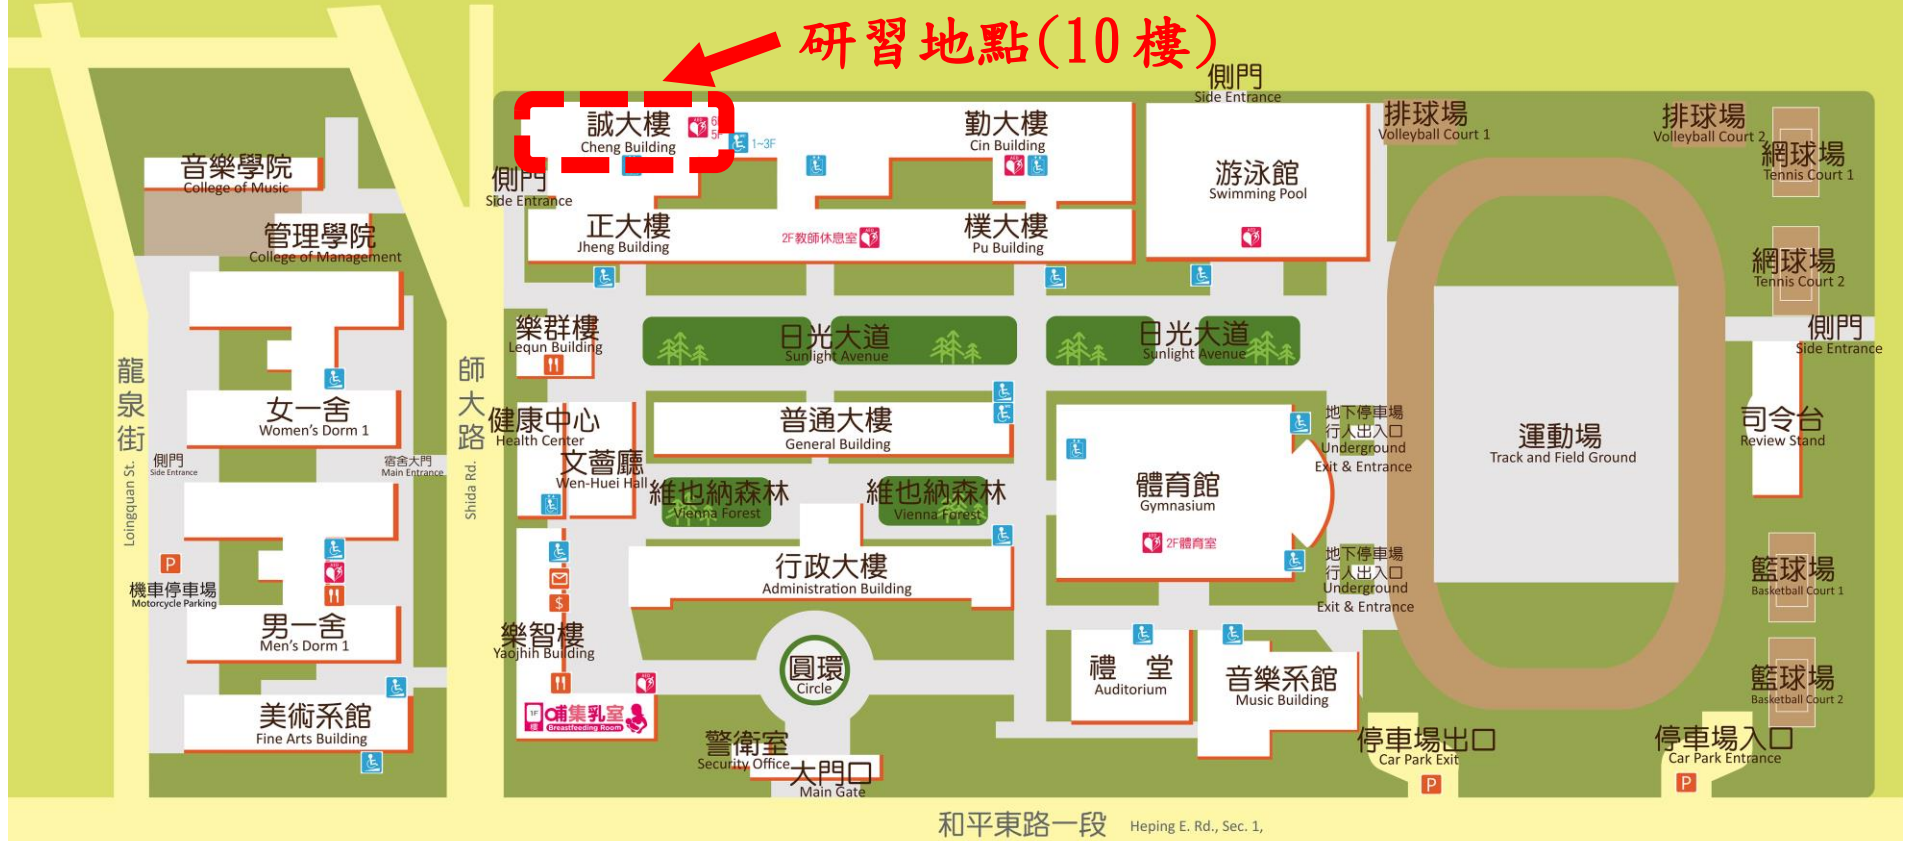 研習地點(10樓)
側門
Side Entrance
誠大樓
Cheng Building
1~3F
勤大樓
Cin Building
游泳館
Swimming Pool
排球場
Volleyball Court 1
排球場
Volleyball Court 2
網球場
Tennis Court 1
音樂學院
College of Music
側門
Side Entrance
管理學院
College of Management
正大樓
Jheng Building
2F教師休息室
樸大樓
Pu Building
網球場
Tennis Court 2
樂群樓
Lequn Building
日光大道
Sunlight Avenue
日光大道
Sunlight Avenue
側門
Side Entrance
龍泉街
Loingquan St.
師大路
Shida Rd.
女一舍
Women's Dorm 1
側門
Side Entrance
宿舍大門
Main Entrance
健康中心
Health Center
文薈廳
Wen-Huei Hall
普通大樓
General Building
維也納森林
Vienna Forest
維也納森林
Vienna Forest
體育館
Gymnasium
2F體育室
地下停車場
行人出入口
Underground
Exit & Entrance
運動場
Track and Field Ground
司令台
Review Stand
地下停車場
行人出入口
Underground
Exit & Entrance
籃球場
Basketball Court 1
P
機車停車場
Motorcycle Parking
男一舍
Men's Dorm 1
行政大樓
Administration Building
$
樂智樓
Yaojhih Building
圓環
Circle
禮 堂
Auditorium
音樂系館
Music Building
籃球場
Basketball Court 2
美術系館
Fine Arts Building
1F
哺集乳室
Breastfeeding Room
警衛室
Security Office
大門口
Main Gate
停車場出口
Car Park Exit
P
停車場入口
Car Park Entrance
P
和平東路一段 Heping E. Rd., Sec. 1,